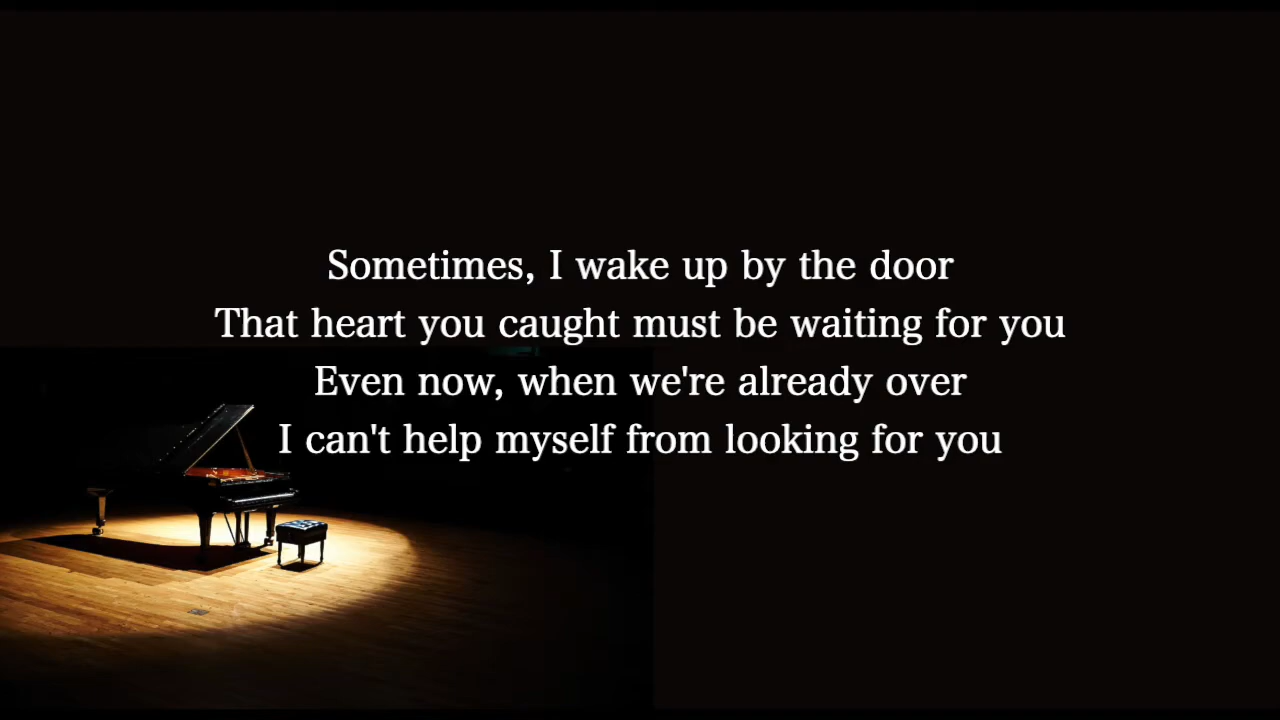 Sometimes, I wake up by the door
That heart you caught must be waiting for you
Even now, when we're already over
I can't help myself from looking for you